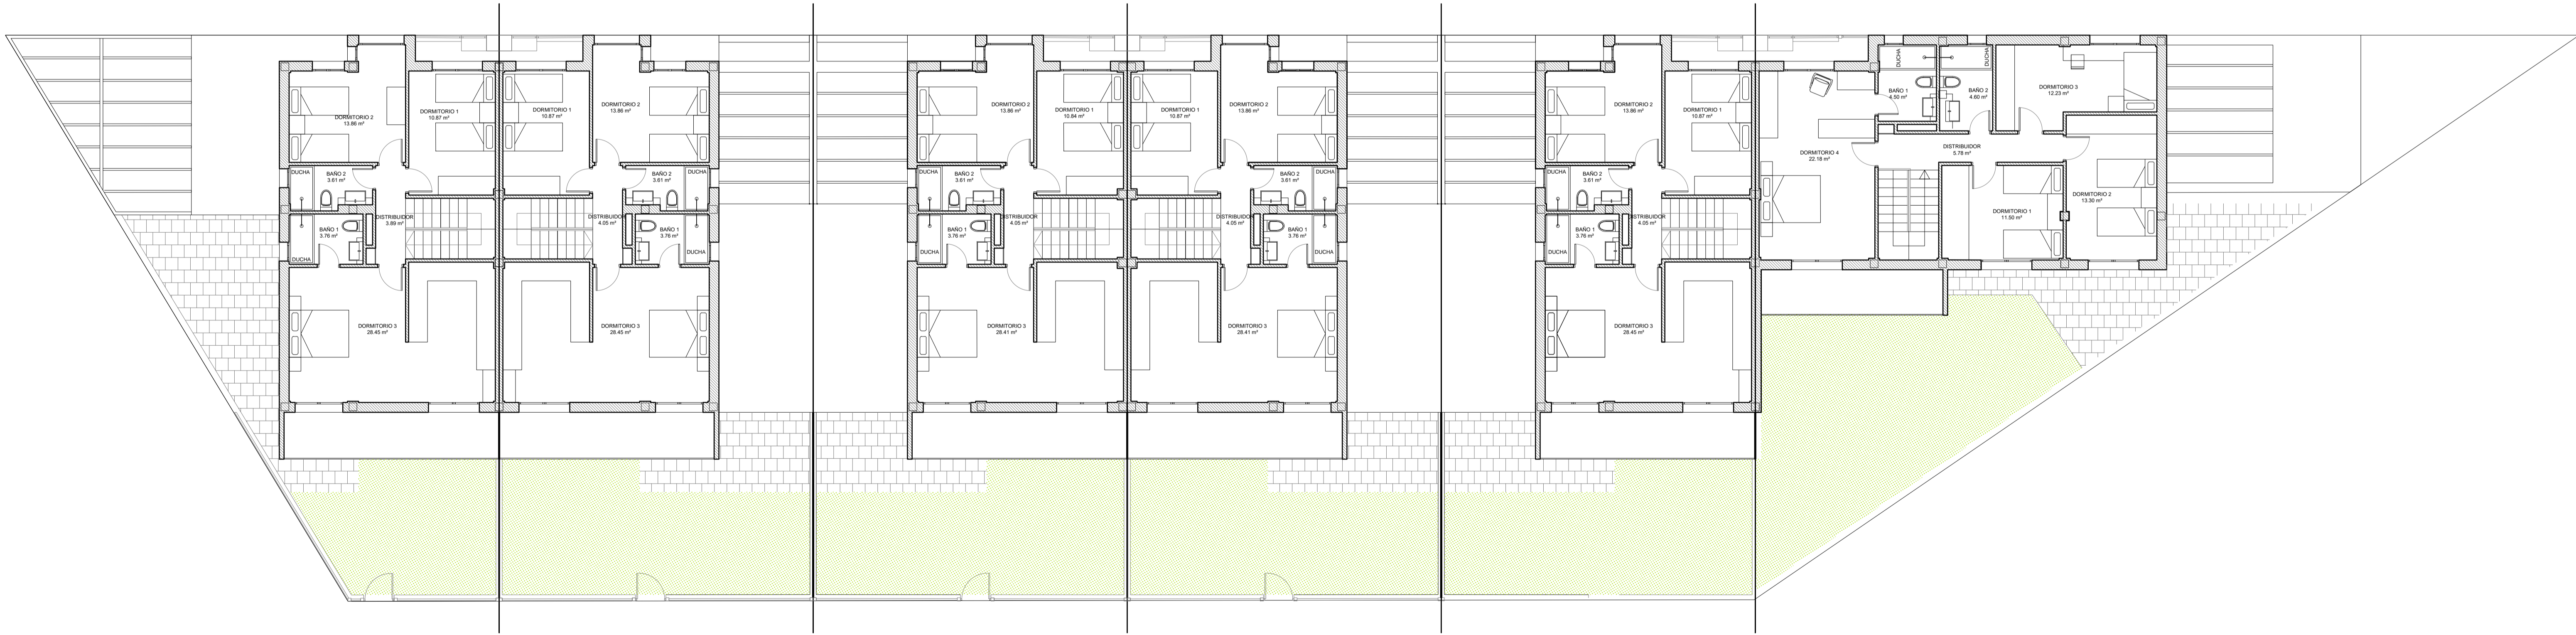 DORMITORIO 2
13.86 m²
DORMITORIO 1
10.87 m²
BAÑO 2
3.61 m²
DUCHA
DISTRIBUIDOR
3.89 m²
BAÑO 1
3.76 m²
DUCHA
DORMITORIO 3
28.45 m²
DORMITORIO 1
10.87 m²
DORMITORIO 2
13.86 m²
BAÑO 2
3.61 m²
DUCHA
DISTRIBUIDOR
4.05 m²
BAÑO 1
3.76 m²
DUCHA
DORMITORIO 3
28.45 m²
DORMITORIO 2
13.86 m²
DORMITORIO 1
10.84 m²
DUCHA
BAÑO 2
3.61 m²
DISTRIBUIDOR
4.05 m²
BAÑO 1
3.76 m²
DUCHA
DORMITORIO 3
28.41 m²
DORMITORIO 1
10.87 m²
DORMITORIO 2
13.86 m²
BAÑO 2
3.61 m²
DUCHA
DISTRIBUIDOR
4.05 m²
BAÑO 1
3.76 m²
DUCHA
DORMITORIO 3
28.41 m²
DORMITORIO 2
13.86 m²
DORMITORIO 1
10.87 m²
DUCHA
BAÑO 2
3.61 m²
DISTRIBUIDOR
4.05 m²
BAÑO 1
3.76 m²
DUCHA
DORMITORIO 3
28.45 m²
DUCHA
DUCHA
BAÑO 1
4.50 m²
BAÑO 2
4.60 m²
DORMITORIO 3
12.23 m²
DORMITORIO 4
22.18 m²
DISTRIBUIDOR
5.78 m²
DORMITORIO 2
13.30 m²
DORMITORIO 1
11.50 m²